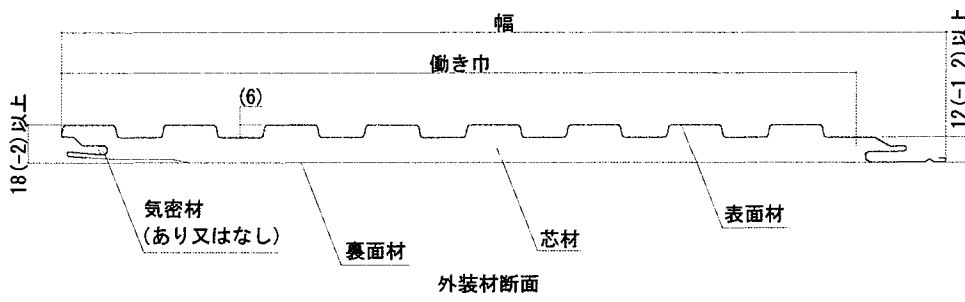 幅
働き巾
(6)
18(-2)以上
12(-1.2)以上
気密材
(あり又はなし)
裏面材
芯材
表面材
外装材断面